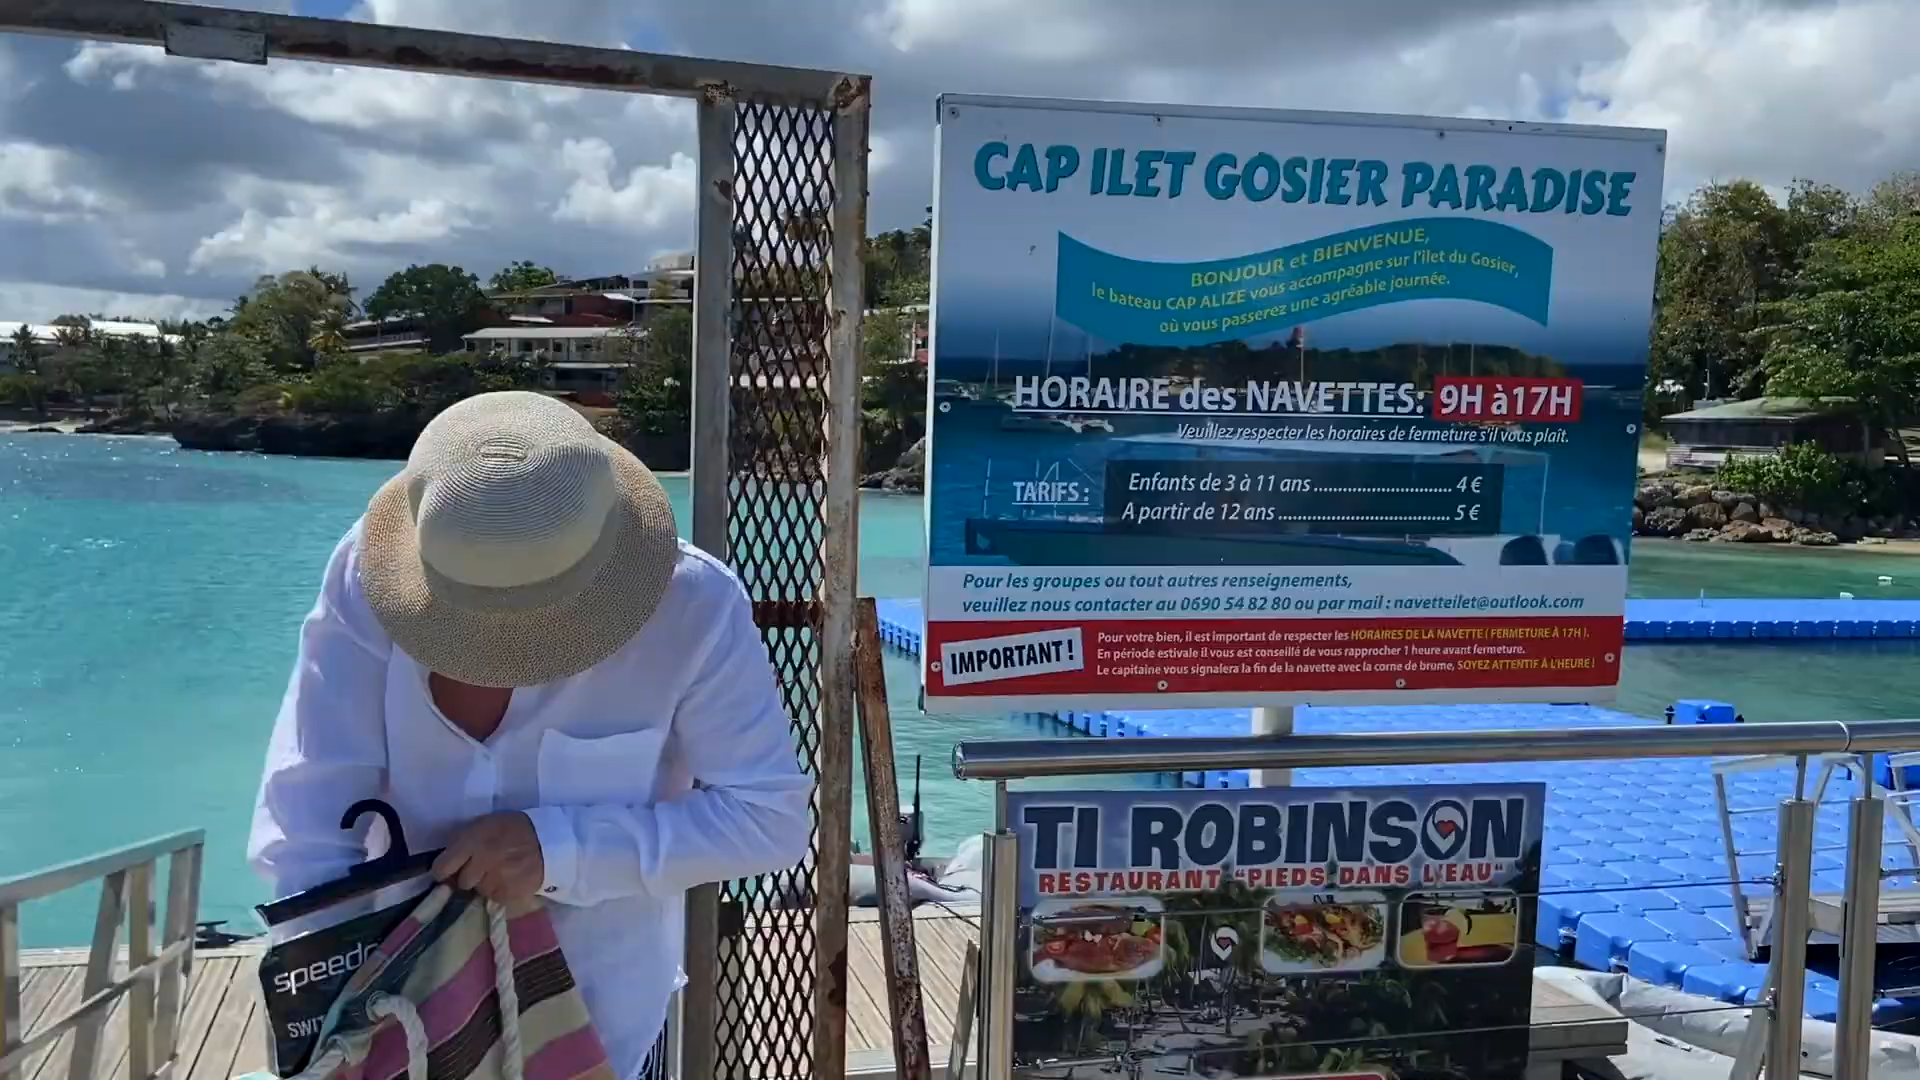 CAP ILET GOSIER PARADISE
BONJOUR et BIENVENUE,
le bateau CAP ALIZE vous accompagne sur l'ilet du Gosier,
où vous passerez une agréable journée.
HORAIRE des NAVETTES: 9H à 17H
Veuillez respecter les horaires de fermeture s'il vous plait.
TARIFS :
Enfants de 3 à 11 ans.............................. 4 €
A partir de 12 ans..................................... 5 €
Pour les groupes ou tout autres renseignements,
veuillez nous contacter au 0690 54 82 80 ou par mail : navetteilet@outlook.com
IMPORTANT !
Pour votre bien, il est important de respecter les HORAIRES DE LA NAVETTE ( FERMETURE À 17H ).
En période estivale il vous est conseillé de vous rapprocher 1 heure avant fermeture.
Le capitaine vous signalera la fin de la navette avec la corne de brume, SOYEZ ATTENTIF À L'HEURE !
TI ROBINSON
RESTAURANT "PIEDS DANS L'EAU"
speedo